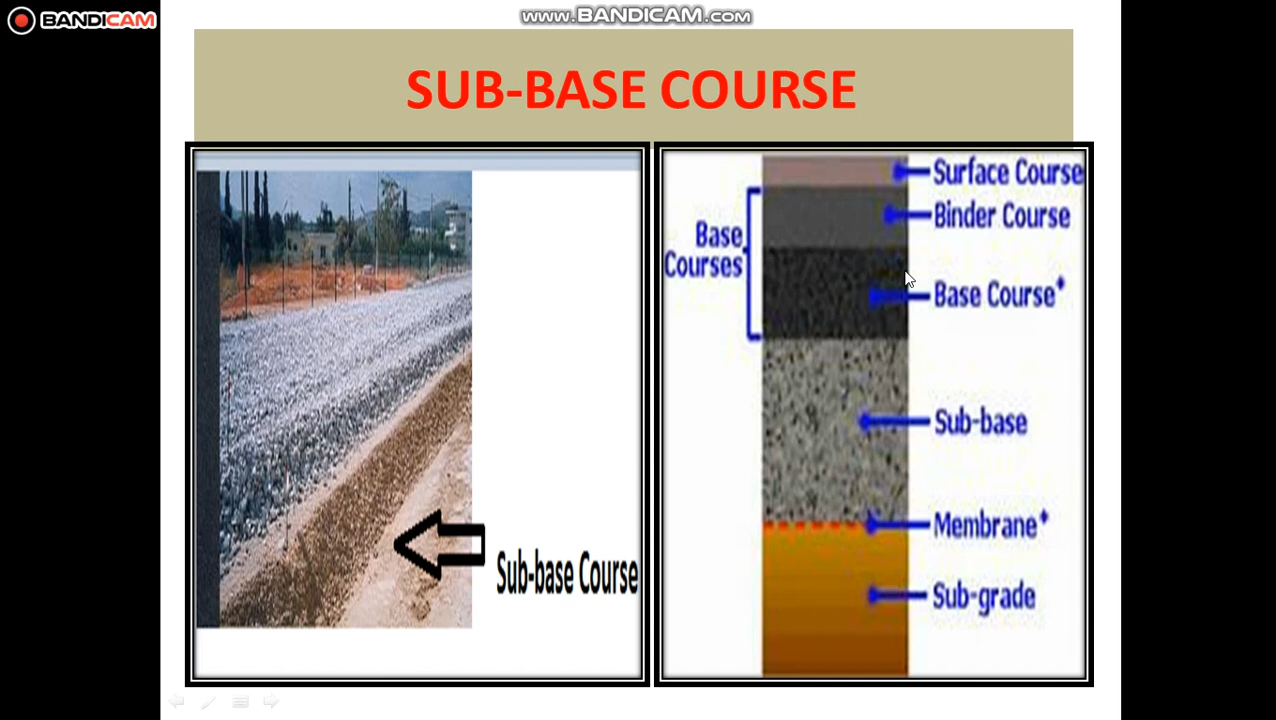 BANDICAM
www.BANDICAM.com
SUB-BASE COURSE
Sub-base Course
Surface Course
Binder Course
Base
Courses
Base Course*
Sub-base
Membrane*
Sub-grade